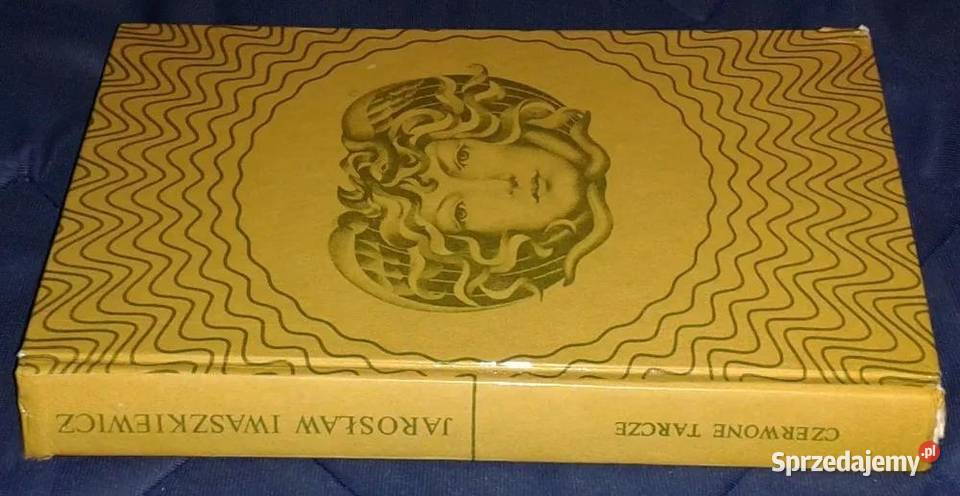 JAROSŁAW IWASZKIEWICZ
CZERWONE TARCZE
Sprzedajemy.pl